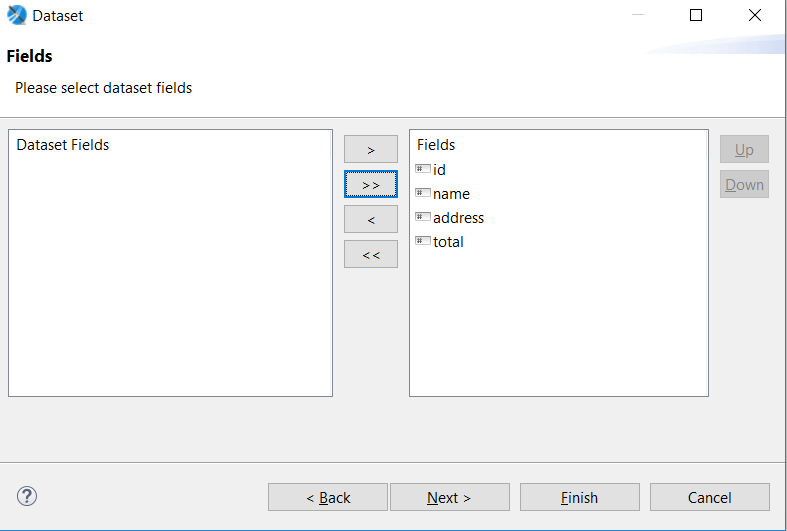 Dataset
Fields
Please select dataset fields
Dataset Fields
>
>>
<
<<
Fields
# id
# name
# address
# total
Up
Down
?
< Back
Next >
Finish
Cancel